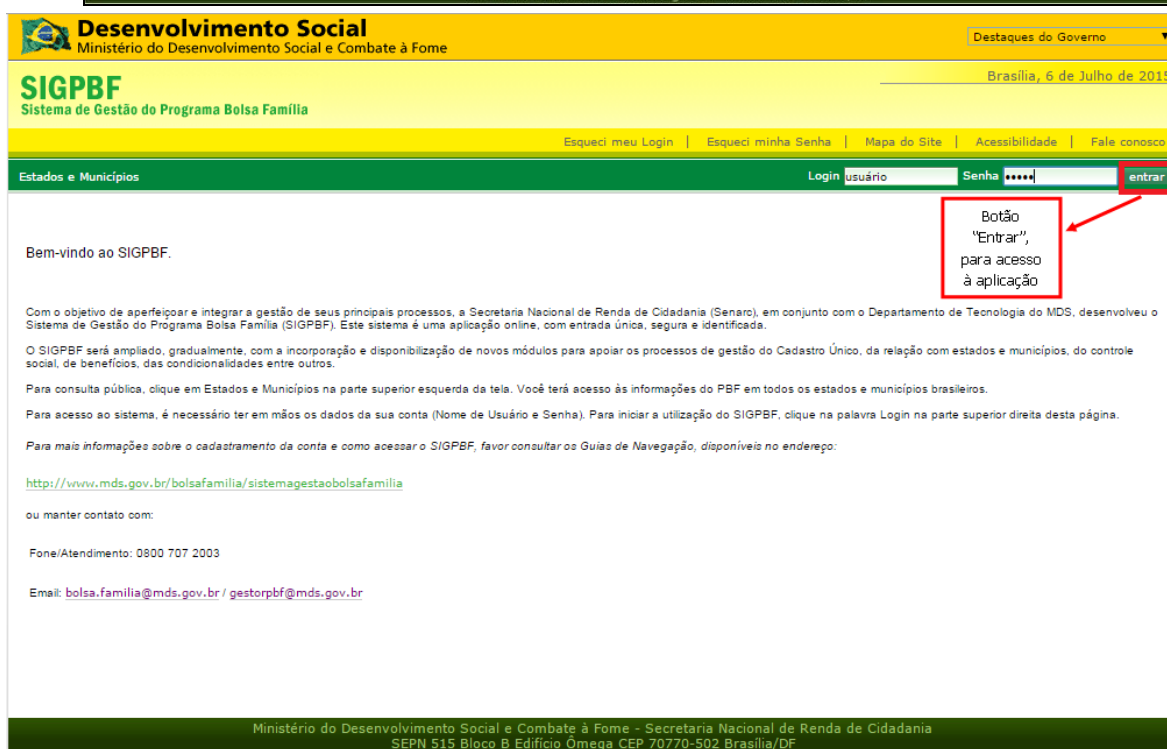 Desenvolvimento Social
Ministério do Desenvolvimento Social e Combate à Fome
Destaques do Governo
SIGPBF
Sistema de Gestão do Programa Bolsa Família
Brasília, 6 de Julho de 2015
Esqueci meu Login | Esqueci minha Senha | Mapa do Site | Acessibilidade | Fale conosco
Estados e Municípios
Login usuário Senha ••••• entrar
Botão
"Entrar",
para acesso
à aplicação
Bem-vindo ao SIGPBF.
Com o objetivo de aperfeiçoar e integrar a gestão de seus principais processos, a Secretaria Nacional de Renda de Cidadania (Senarc), em conjunto com o Departamento de Tecnologia do MDS, desenvolveu o
Sistema de Gestão do Programa Bolsa Família (SIGPBF). Este sistema é uma aplicação online, com entrada única, segura e identificada.
O SIGPBF será ampliado, gradualmente, com a incorporação e disponibilização de novos módulos para apoiar os processos de gestão do Cadastro Único, da relação com estados e municípios, do controle
social, de benefícios, das condicionalidades entre outros.
Para consulta pública, clique em Estados e Municípios na parte superior esquerda da tela. Você terá acesso às informações do PBF em todos os estados e municípios brasileiros.
Para acesso ao sistema, é necessário ter em mãos os dados da sua conta (Nome de Usuário e Senha). Para iniciar a utilização do SIGPBF, clique na palavra Login na parte superior direita desta página.
Para mais informações sobre o cadastramento da conta e como acessar o SIGPBF, favor consultar os Guias de Navegação, disponíveis no endereço:
http://www.mds.gov.br/bolsafamilia/sistemagestaobolsafamilia
ou manter contato com:
Fone/Atendimento: 0800 707 2003
Email: bolsa.familia@mds.gov.br / gestorpbf@mds.gov.br
Ministério do Desenvolvimento Social e Combate à Fome - Secretaria Nacional de Renda de Cidadania
SEPN 515 Bloco B Edifício Ômega CEP 70770-502 Brasília/DF